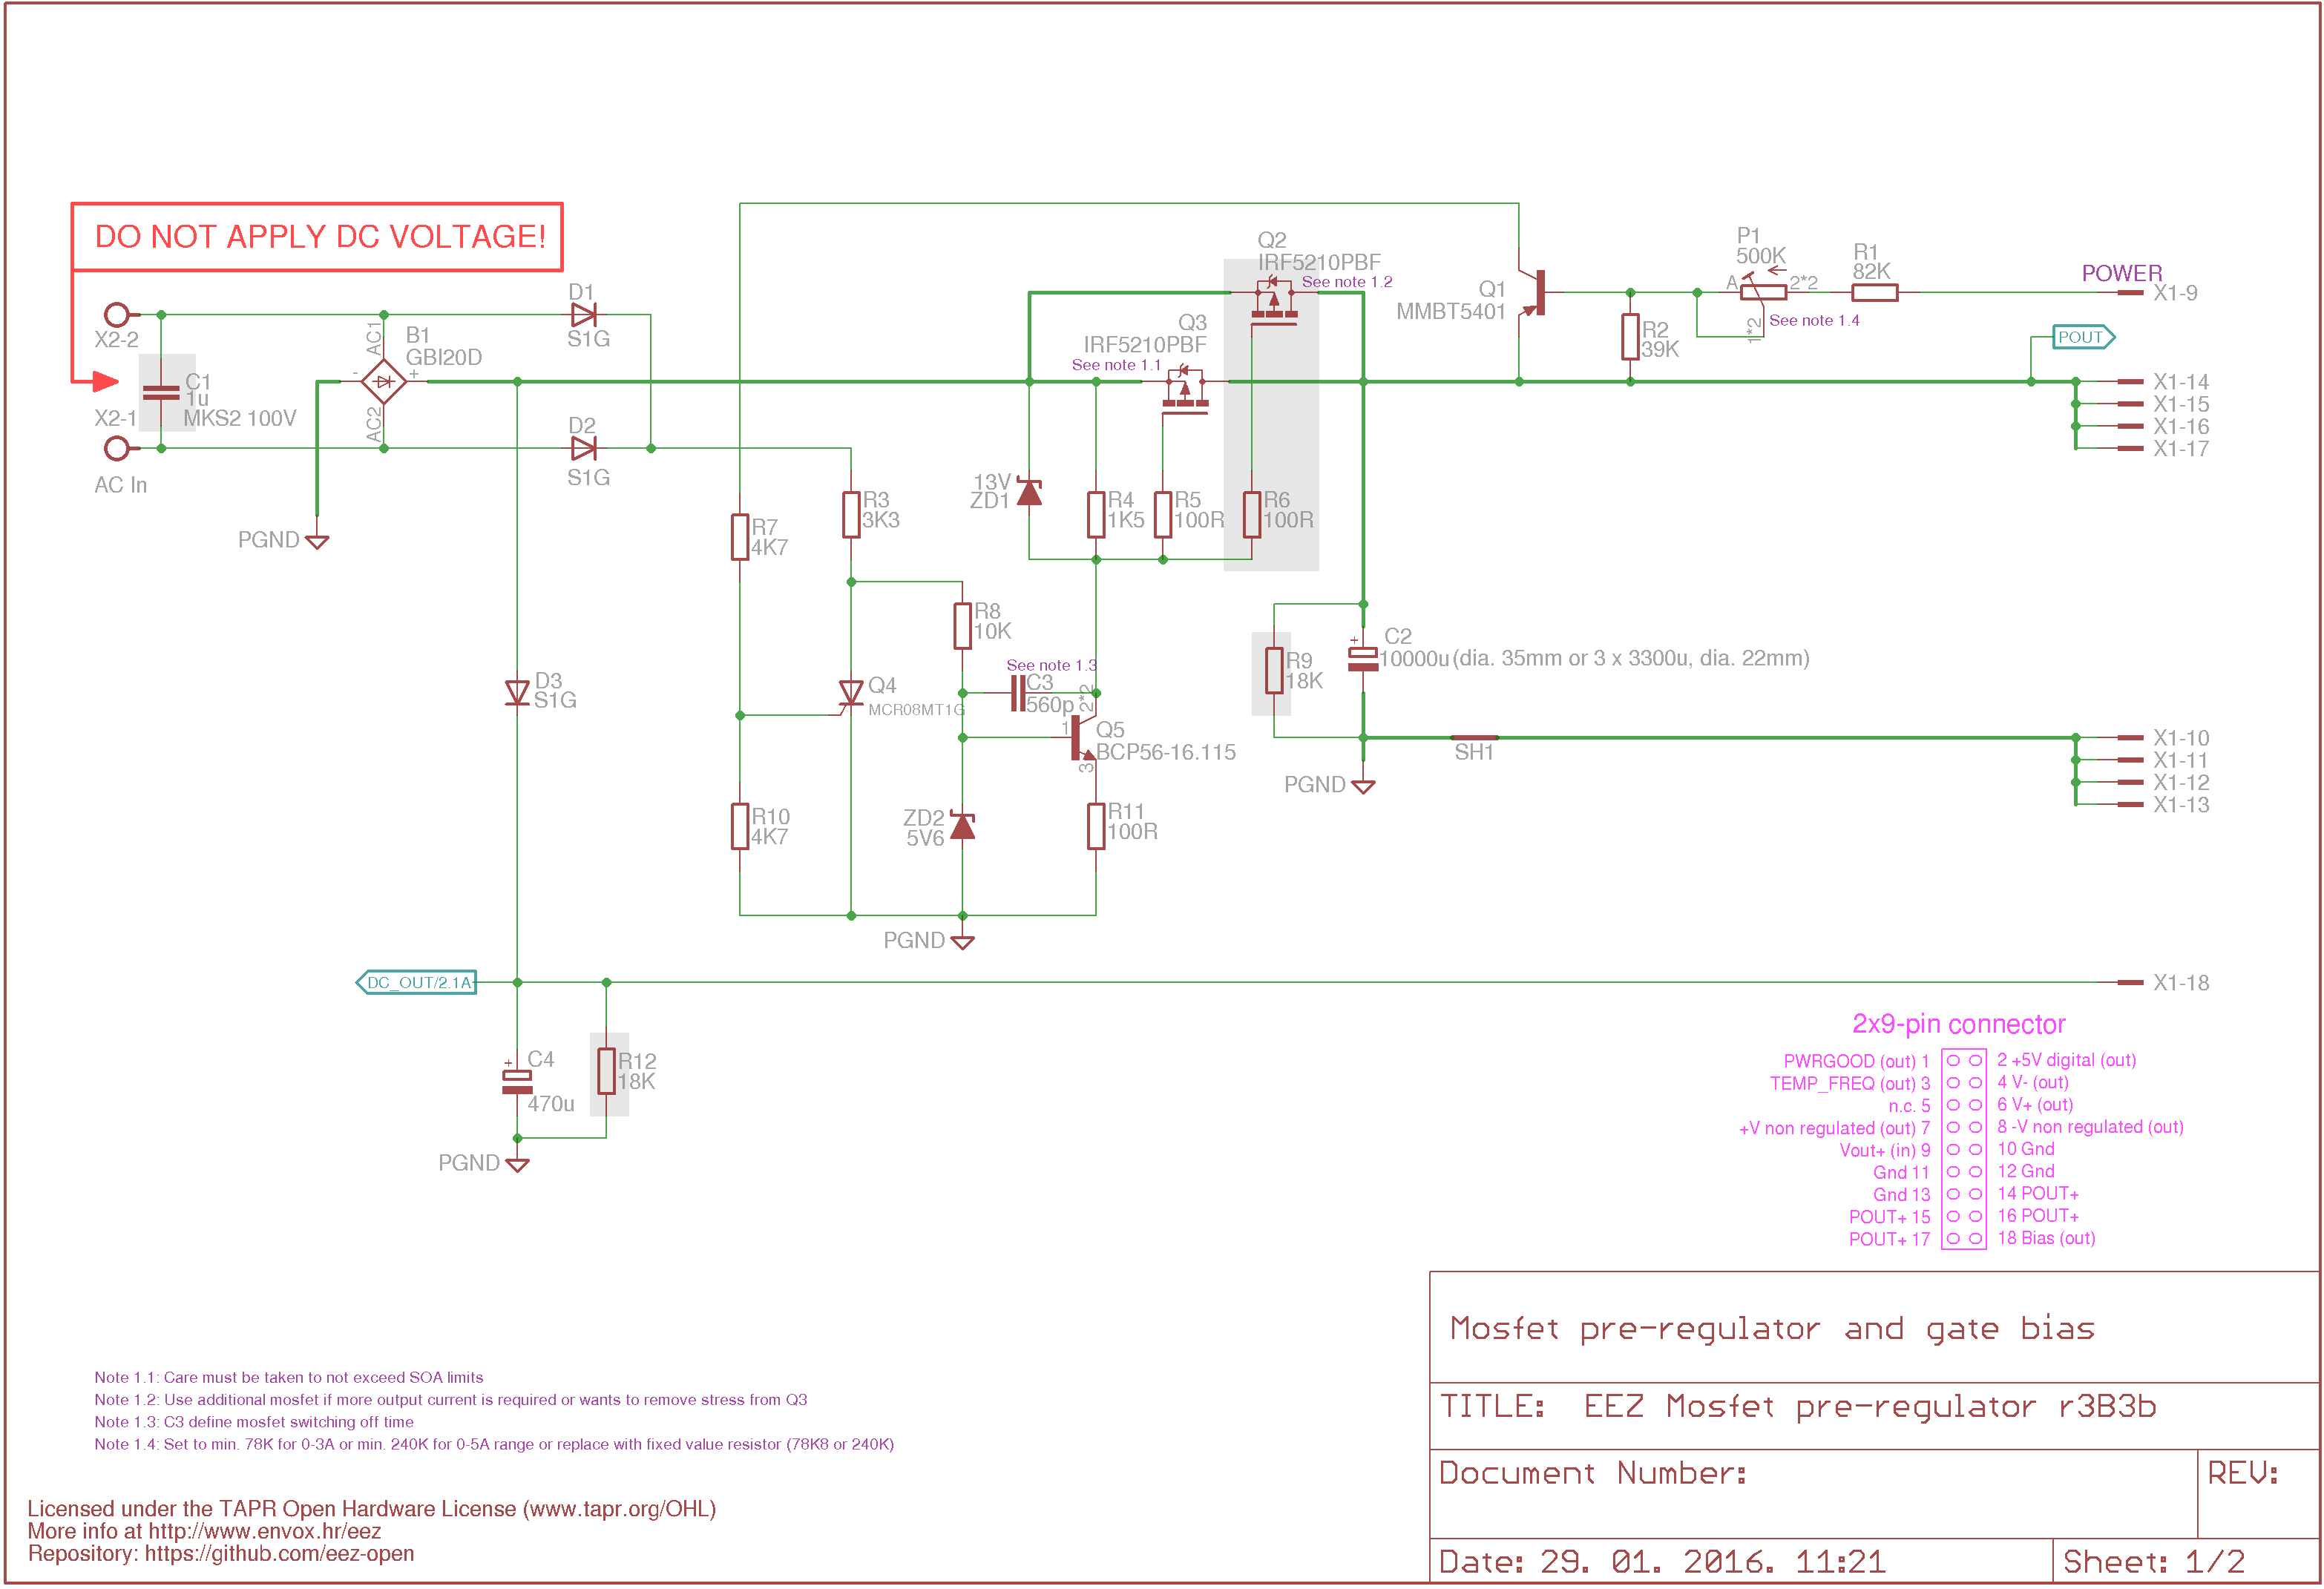 DO NOT APPLY DC VOLTAGE!
X2-2
C1
1u
MKS2 100V
X2-1
AC In
AC1
B1
GBI20D
-
+
AC2
PGND
D1
S1G
D2
S1G
D3
S1G
R7
4K7
R3
3K3
R8
10K
Q4
MCR08MT1G
R10
4K7
ZD2
5V6
See note 1.3
C3
560p
2*2
1
Q5
BCP56-16.115
3
R11
100R
PGND
13V
ZD1
R4
1K5
R5
100R
R6
100R
Q3
IRF5210PBF
See note 1.1
Q2
IRF5210PBF
See note 1.2
Q1
MMBT5401
R2
39K
P1
500K
A
2*2
1*2
See note 1.4
R1
82K
POWER
X1-9
POUT
X1-14
X1-15
X1-16
X1-17
R9
18K
+
C2
10000u (dia. 35mm or 3 x 3300u, dia. 22mm)
SH1
PGND
X1-10
X1-11
X1-12
X1-13
DC_OUT/2.1A
X1-18
+
C4
470u
R12
18K
PGND
2x9-pin connector
PWRGOOD (out) 1 2 +5V digital (out)
TEMP_FREQ (out) 3 4 V- (out)
n.c. 5 6 V+ (out)
+V non regulated (out) 7 8 -V non regulated (out)
Vout+ (in) 9 10 Gnd
Gnd 11 12 Gnd
Gnd 13 14 POUT+
POUT+ 15 16 POUT+
POUT+ 17 18 Bias (out)
Note 1.1: Care must be taken to not exceed SOA limits
Note 1.2: Use additional mosfet if more output current is required or wants to remove stress from Q3
Note 1.3: C3 define mosfet switching off time
Note 1.4: Set to min. 78K for 0-3A or min. 240K for 0-5A range or replace with fixed value resistor (78K8 or 240K)
Licensed under the TAPR Open Hardware License (www.tapr.org/OHL)
More info at http://www.envox.hr/eez
Repository: https://github.com/eez-open
Mosfet pre-regulator and gate bias
TITLE: EEZ Mosfet pre-regulator r3B3b
Document Number:
REV:
Date: 29. 01. 2016. 11:21
Sheet: 1/2